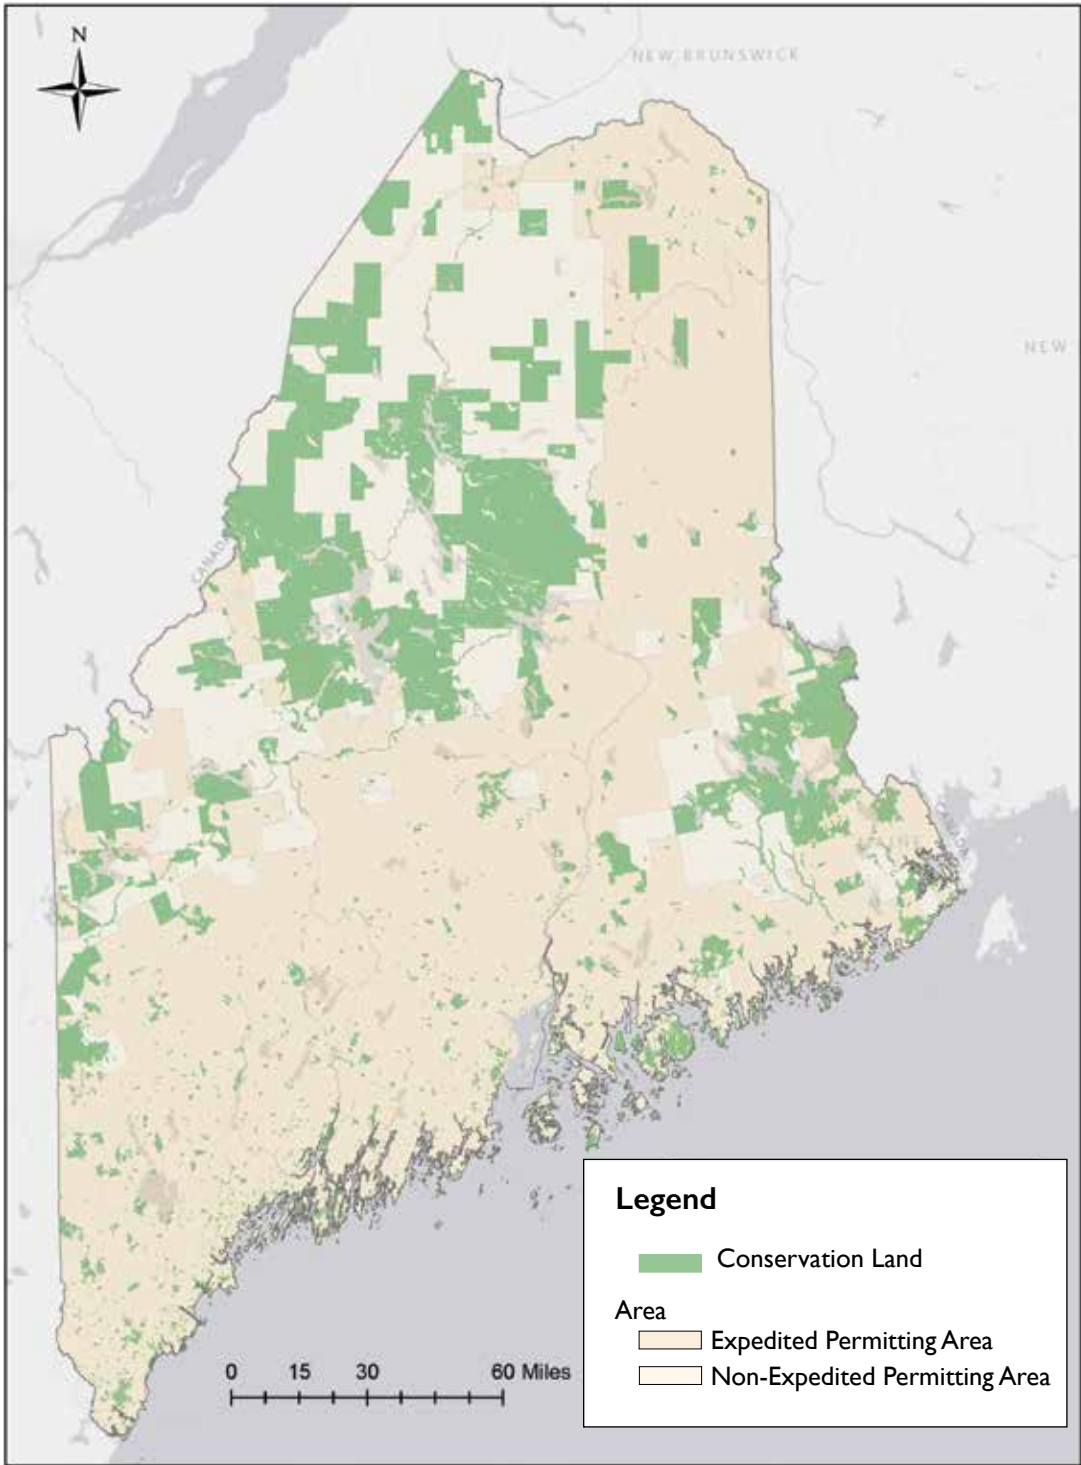 N
NEW BRUNSWICK
NEW
CANADA
CANADA
Legend
Conservation Land
Area
Expedited Permitting Area
Non-Expedited Permitting Area
0 15 30 60 Miles